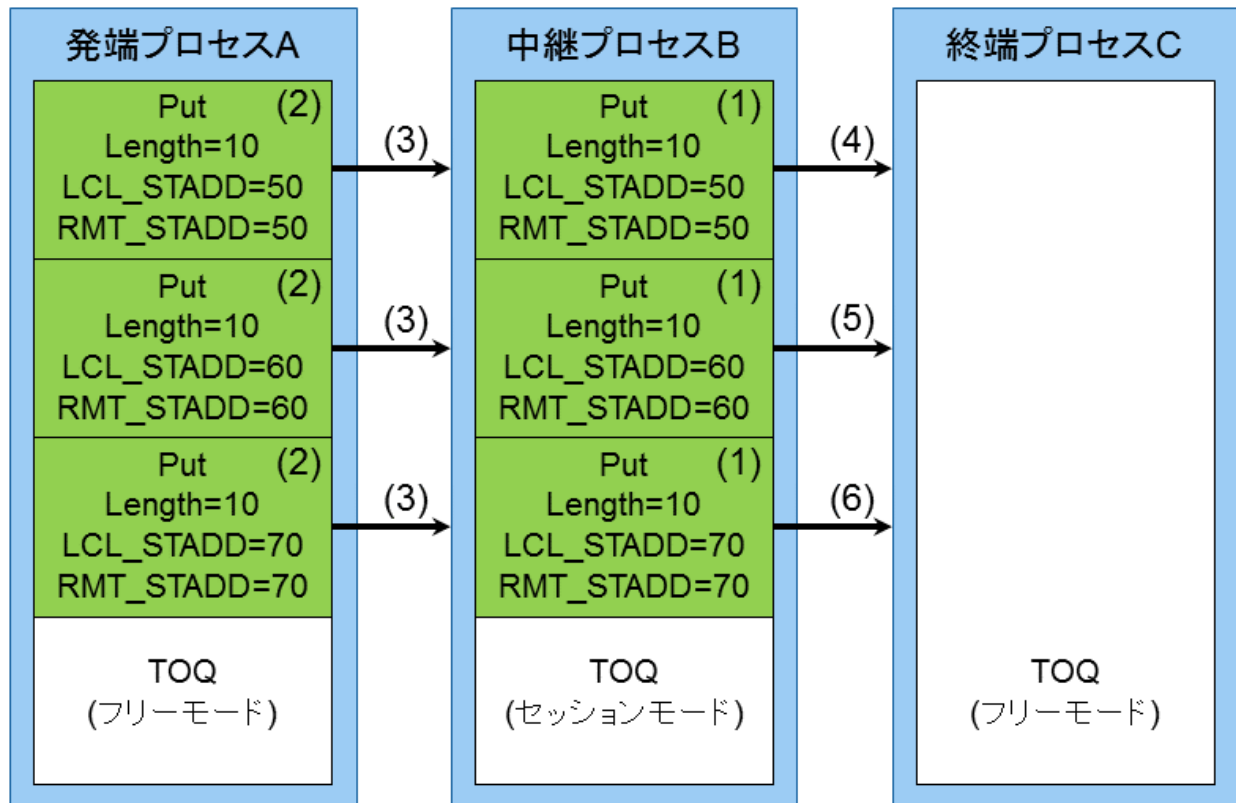 発端プロセスA
Put (2)
Length=10
LCL_STADD=50
RMT_STADD=50
Put (2)
Length=10
LCL_STADD=60
RMT_STADD=60
Put (2)
Length=10
LCL_STADD=70
RMT_STADD=70
TOQ
(フリーモード)
(3)
(3)
(3)
中継プロセスB
Put (1)
Length=10
LCL_STADD=50
RMT_STADD=50
Put (1)
Length=10
LCL_STADD=60
RMT_STADD=60
Put (1)
Length=10
LCL_STADD=70
RMT_STADD=70
TOQ
(セッションモード)
(4)
(5)
(6)
終端プロセスC
TOQ
(フリーモード)